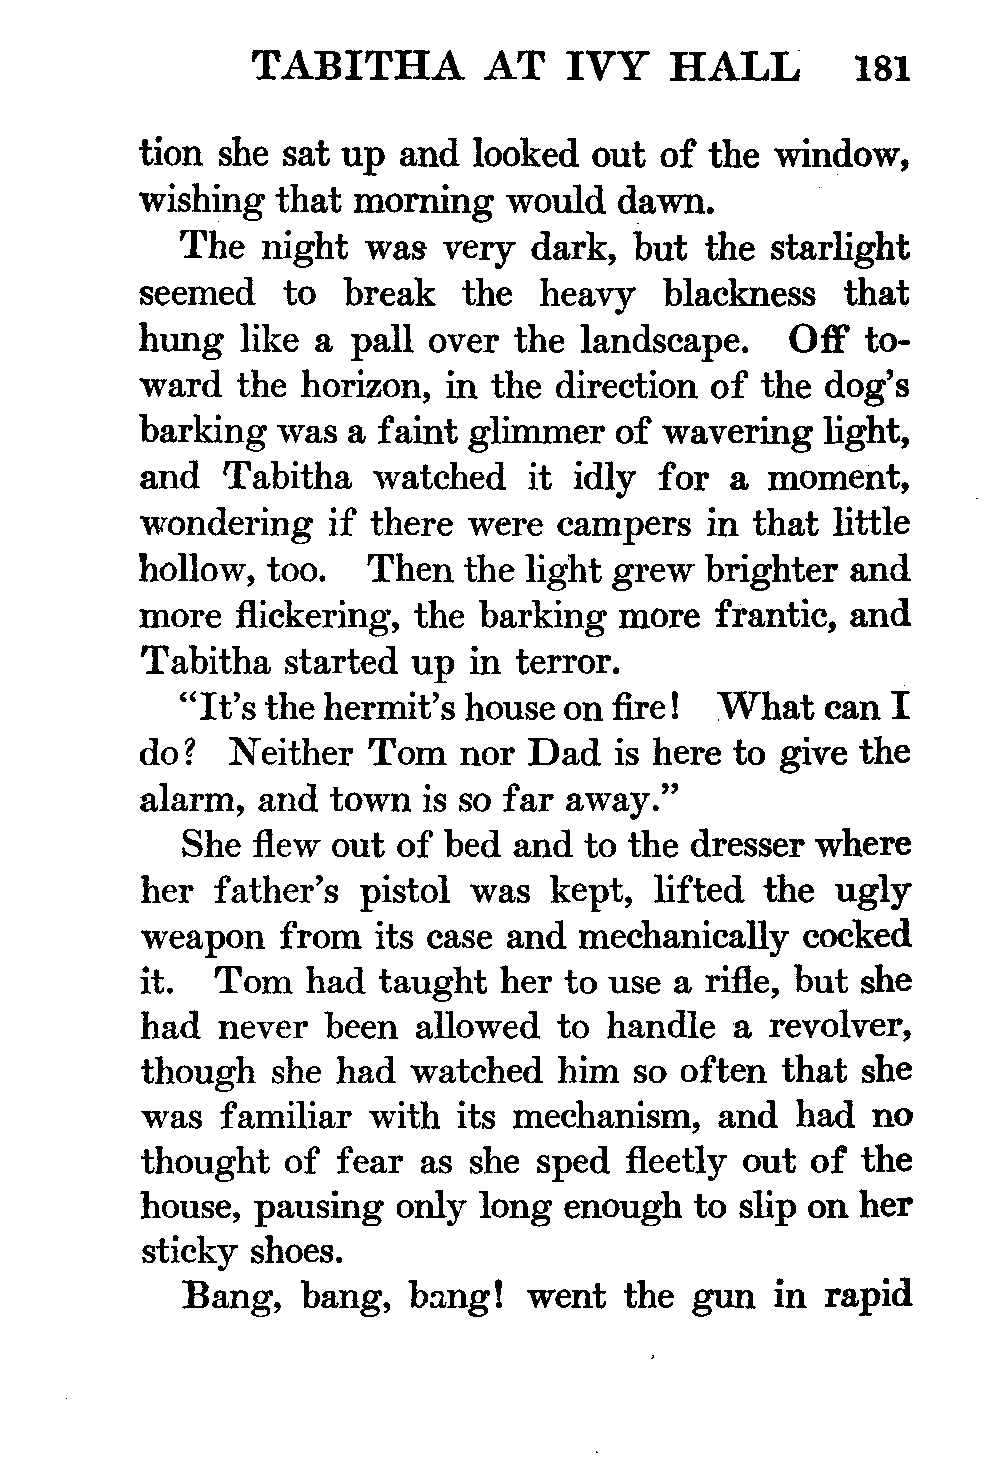 TABITHA AT IVY HALL 181
tion she sat up and looked out of the window,
wishing that morning would dawn.
The night was very dark, but the starlight
seemed to break the heavy blackness that
hung like a pall over the landscape. Off to-
ward the horizon, in the direction of the dog's
barking was a faint glimmer of wavering light,
and Tabitha watched it idly for a moment,
wondering if there were campers in that little
hollow, too. Then the light grew brighter and
more flickering, the barking more frantic, and
Tabitha started up in terror.
“It's the hermit's house on fire! What can I
do? Neither Tom nor Dad is here to give the
alarm, and town is so far away.”
She flew out of bed and to the dresser where
her father's pistol was kept, lifted the ugly
weapon from its case and mechanically cocked
it. Tom had taught her to use a rifle, but she
had never been allowed to handle a revolver,
though she had watched him so often that she
was familiar with its mechanism, and had no
thought of fear as she sped fleetly out of the
house, pausing only long enough to slip on her
sticky shoes.
Bang, bang, bang! went the gun in rapid